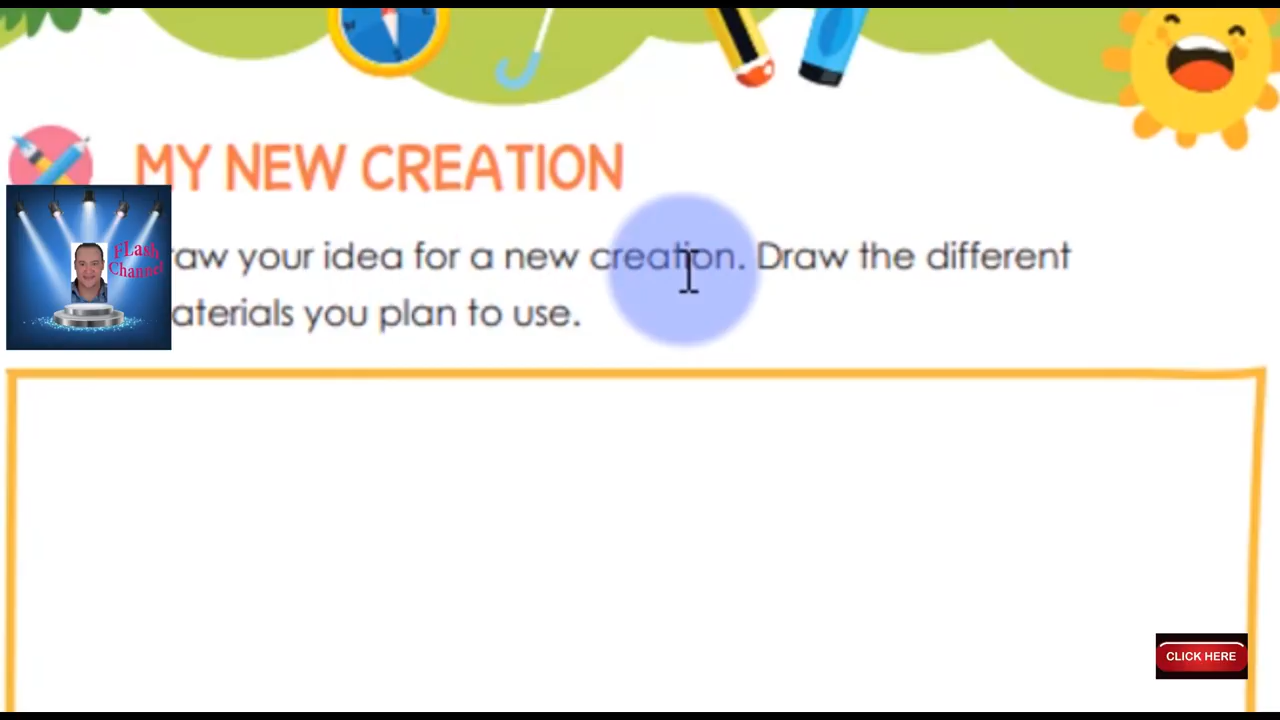 MY NEW CREATION
raw your idea for a new creation. Draw the different
aterials you plan to use.
FLash
Channel
CLICK HERE